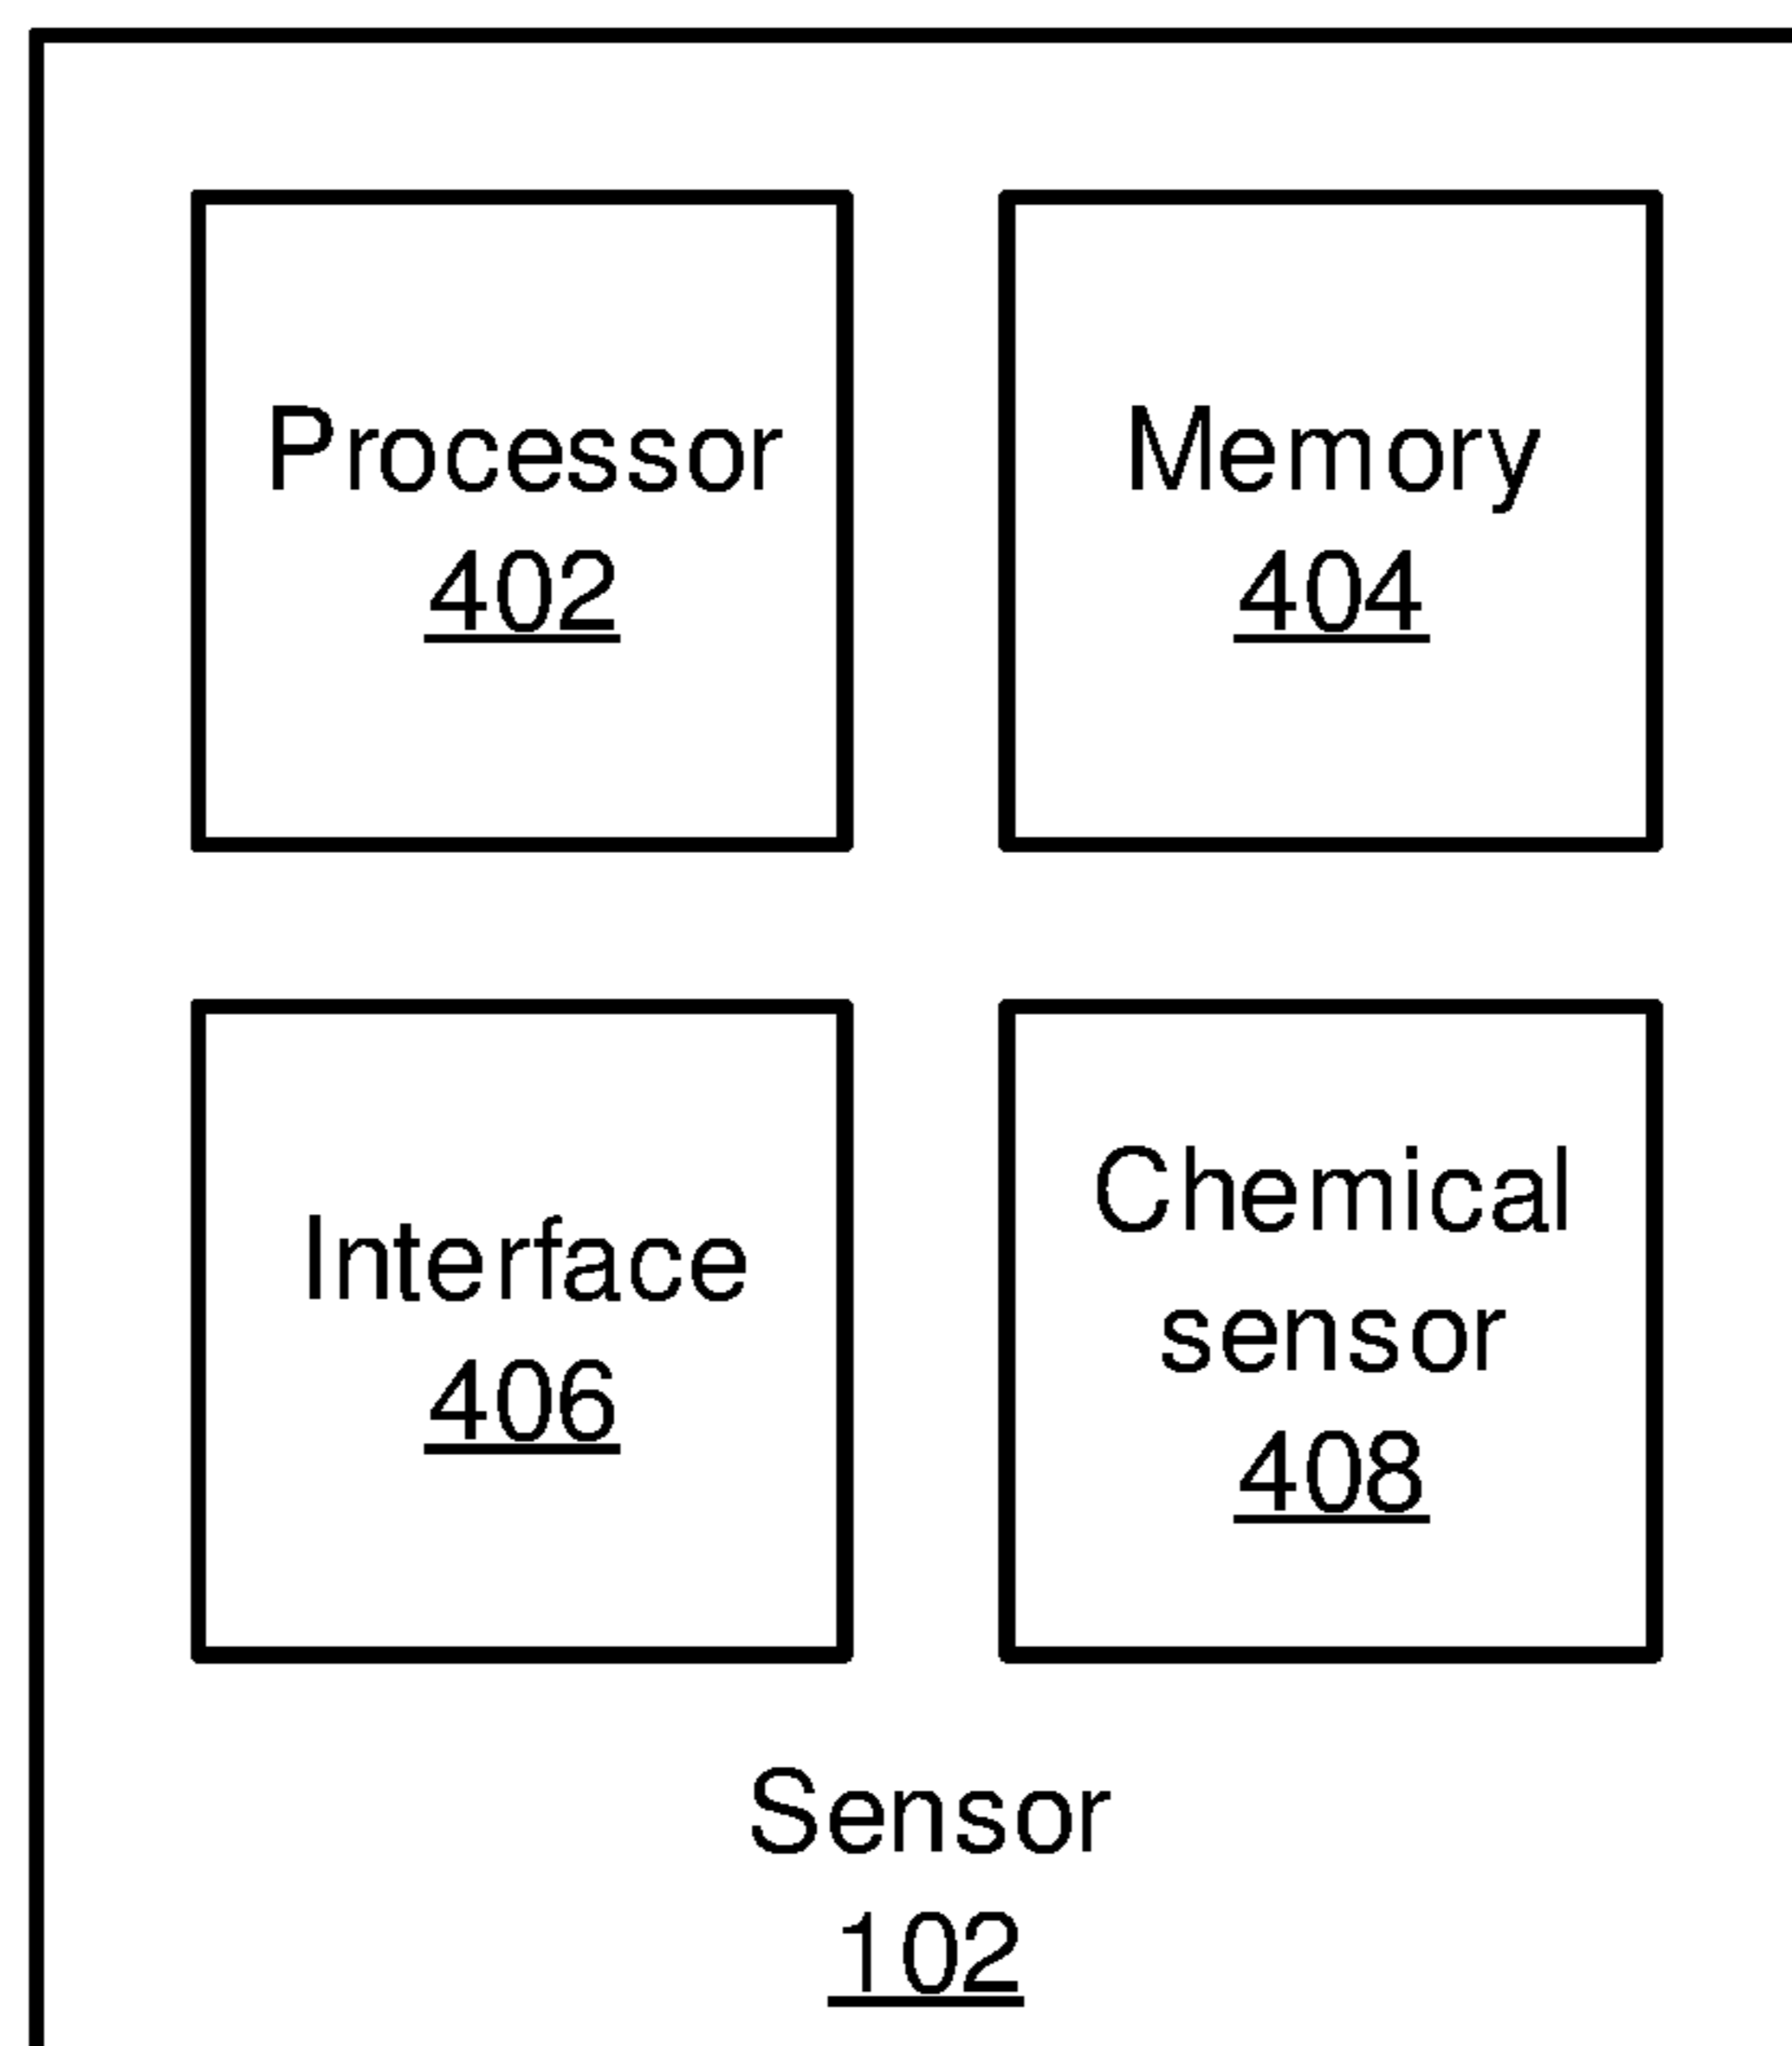 Processor
402
Memory
404
Interface
406
Chemical
sensor
408
Sensor
102